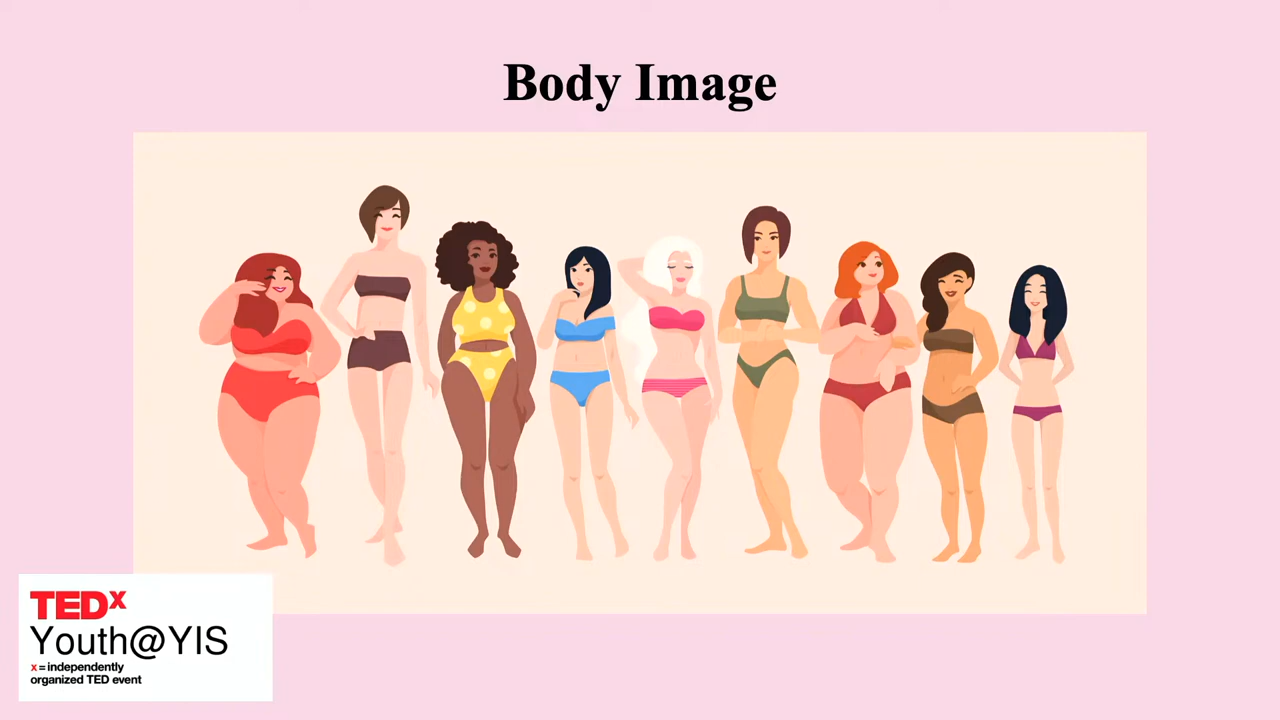 Body Image
TEDx
Youth@YIS
x = independently
organized TED event